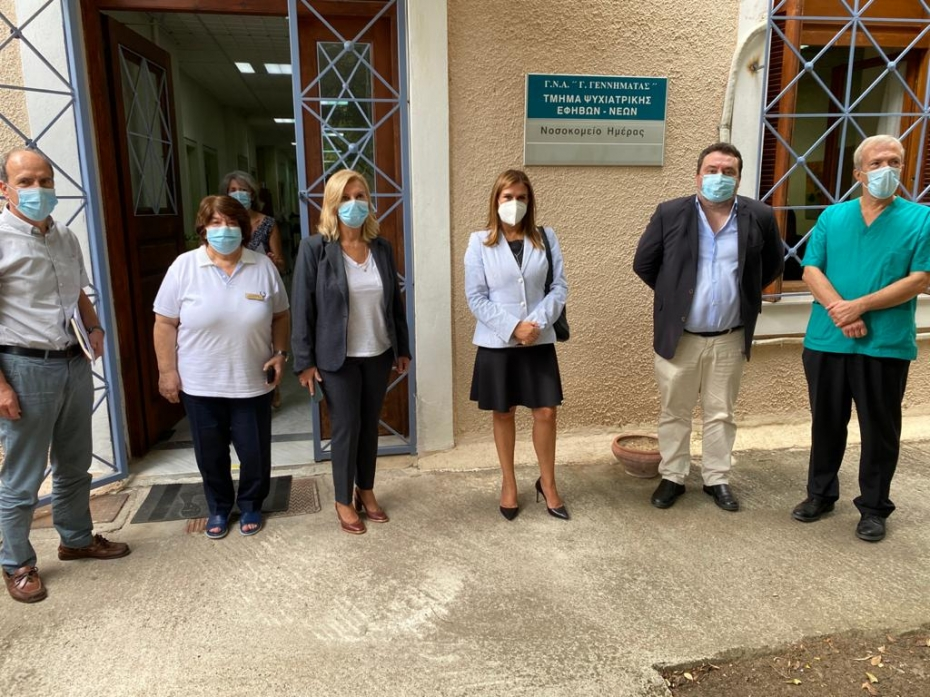 Γ.Ν.Α. " Γ. ΓΕΝΝΗΜΑΤΑΣ "
ΤΜΗΜΑ ΨΥΧΙΑΤΡΙΚΗΣ
ΕΦΗΒΩΝ - ΝΕΩΝ
Νοσοκομείο Ημέρας